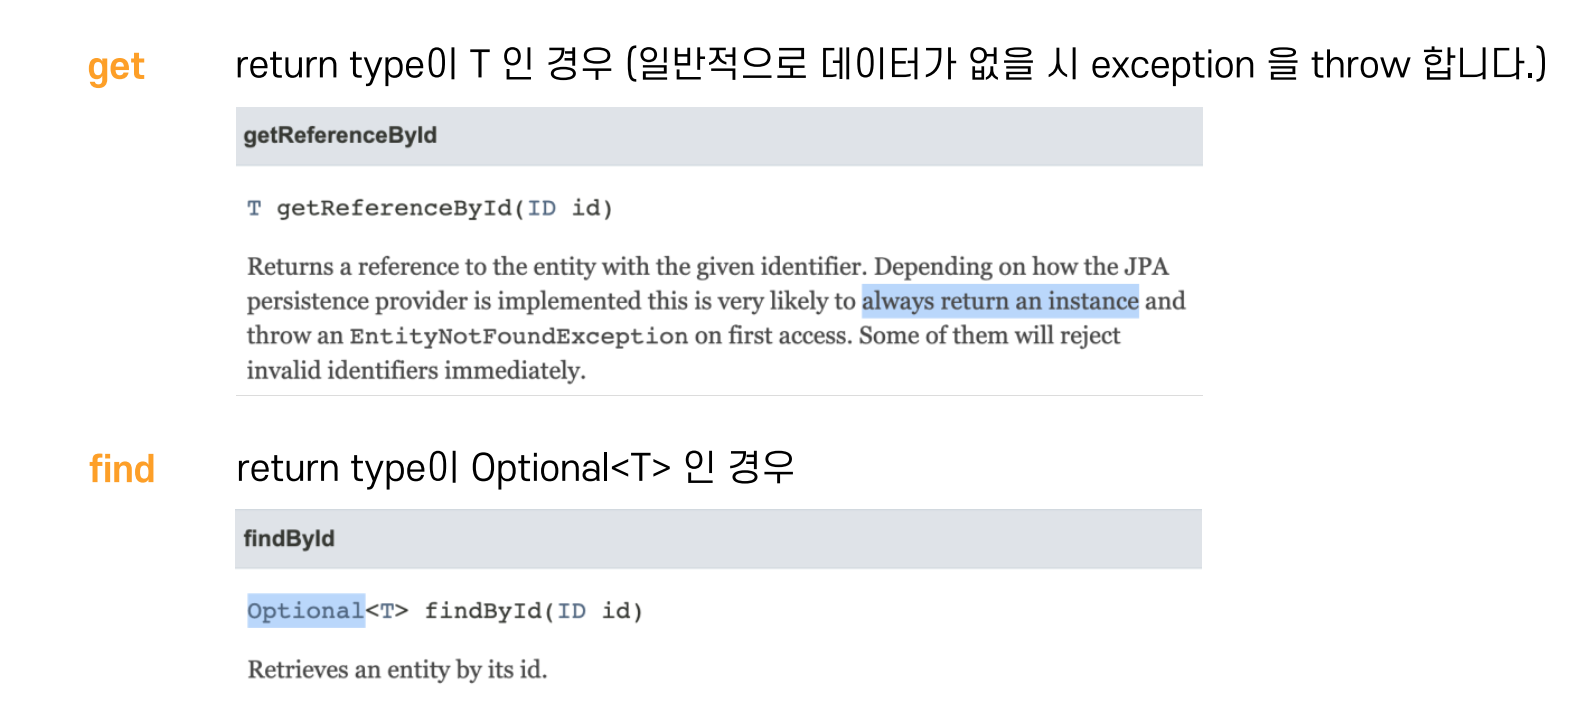 get return type이 T 인 경우 (일반적으로 데이터가 없을 시 exception 을 throw 합니다.)
getReferenceById
T getReferenceById(ID id)
Returns a reference to the entity with the given identifier. Depending on how the JPA
persistence provider is implemented this is very likely to always return an instance and
throw an EntityNotFoundException on first access. Some of them will reject
invalid identifiers immediately.
find return type이 Optional<T> 인 경우
findById
Optional<T> findById(ID id)
Retrieves an entity by its id.